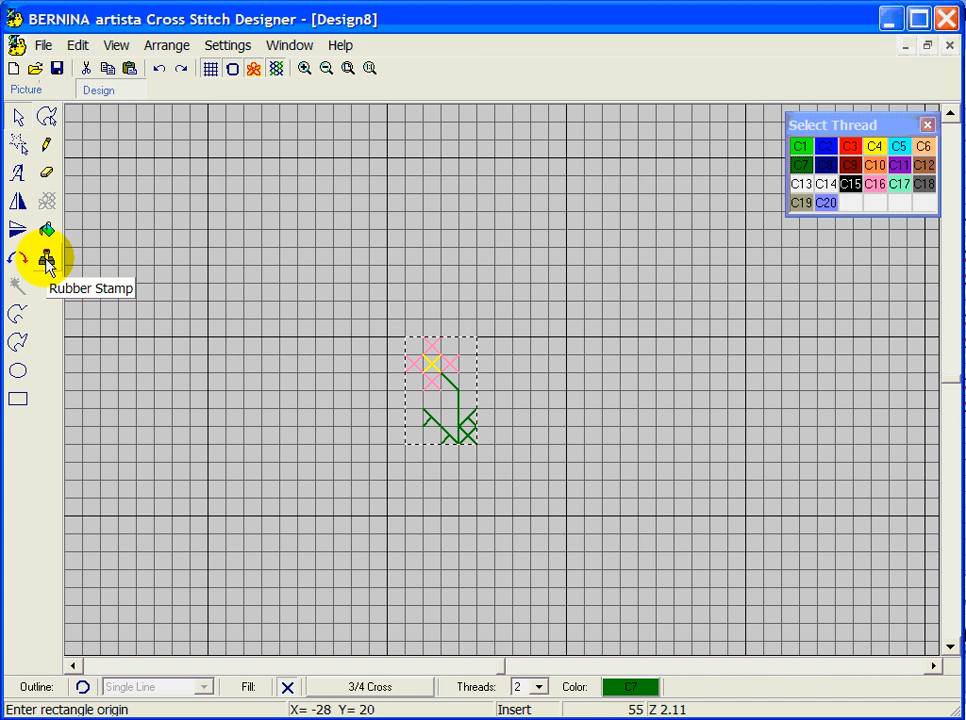 BERNINA artista Cross Stitch Designer - [Design8]
File Edit View Arrange Settings Window Help
Picture Design
Select Thread
C1 C2 C3 C4 C5 C6
C7 C8 C9 C10 C11 C12
C13 C14 C15 C16 C17 C18
C19 C20
A
Rubber Stamp
Outline: Single Line Fill: 3/4 Cross Threads: 2 Color: C7
Enter rectangle origin X= -28 Y= 20 Insert 55 Z 2.11